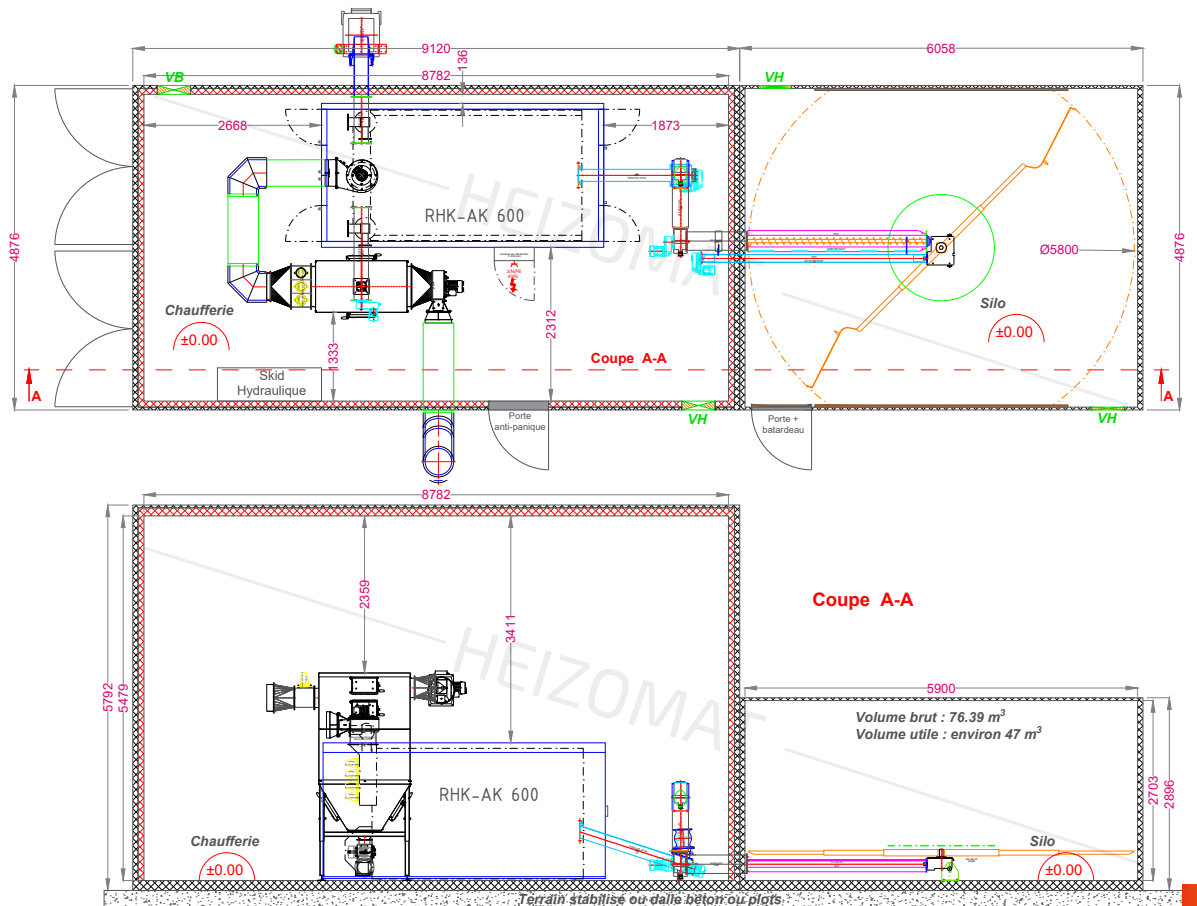 9120
6058
136
8782
VB
VH
2668
1873
4876
4876
HEIZOMAT
RHK-AK 600
Ø5800
3/N/PE
400V
Chaufferie
±0.00
Silo
±0.00
2312
1333
Coupe A-A
Skid
Hydraulique
A
A
Porte
anti-panique
VH
Porte +
batardeau
VH
8782
Coupe A-A
2359
3411
HEIZOMAT
5792
5479
5900
Volume brut : 76.39 m³
Volume utile : environ 47 m³
RHK-AK 600
2703
2896
Chaufferie
±0.00
Silo
±0.00
Terrain stabilisé ou dalle béton ou plots